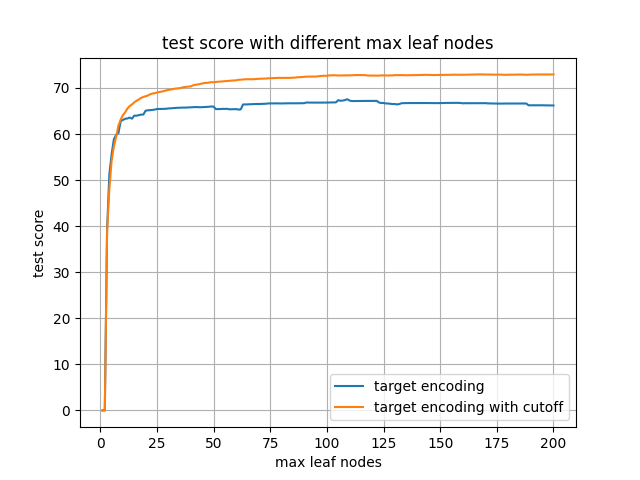 test score with different max leaf nodes
test score
70
60
50
40
30
20
10
0
0 25 50 75 100 125 150 175 200
max leaf nodes
target encoding
target encoding with cutoff